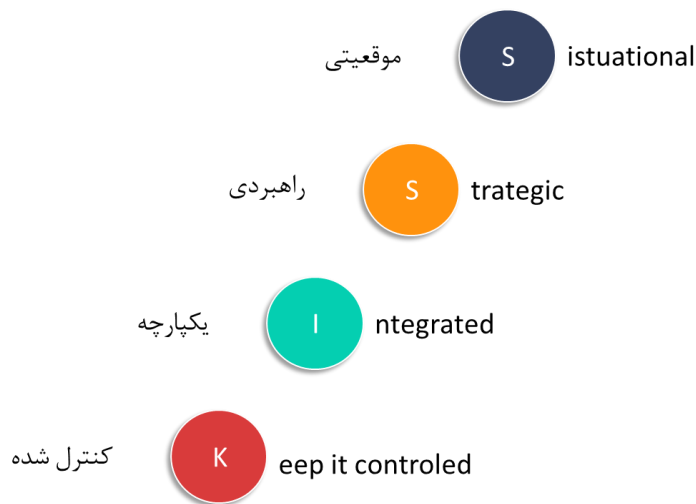 موقعیتی S istuational
راهبردی S trategic
یکپارچه I ntegrated
کنترل شده K eep it controled